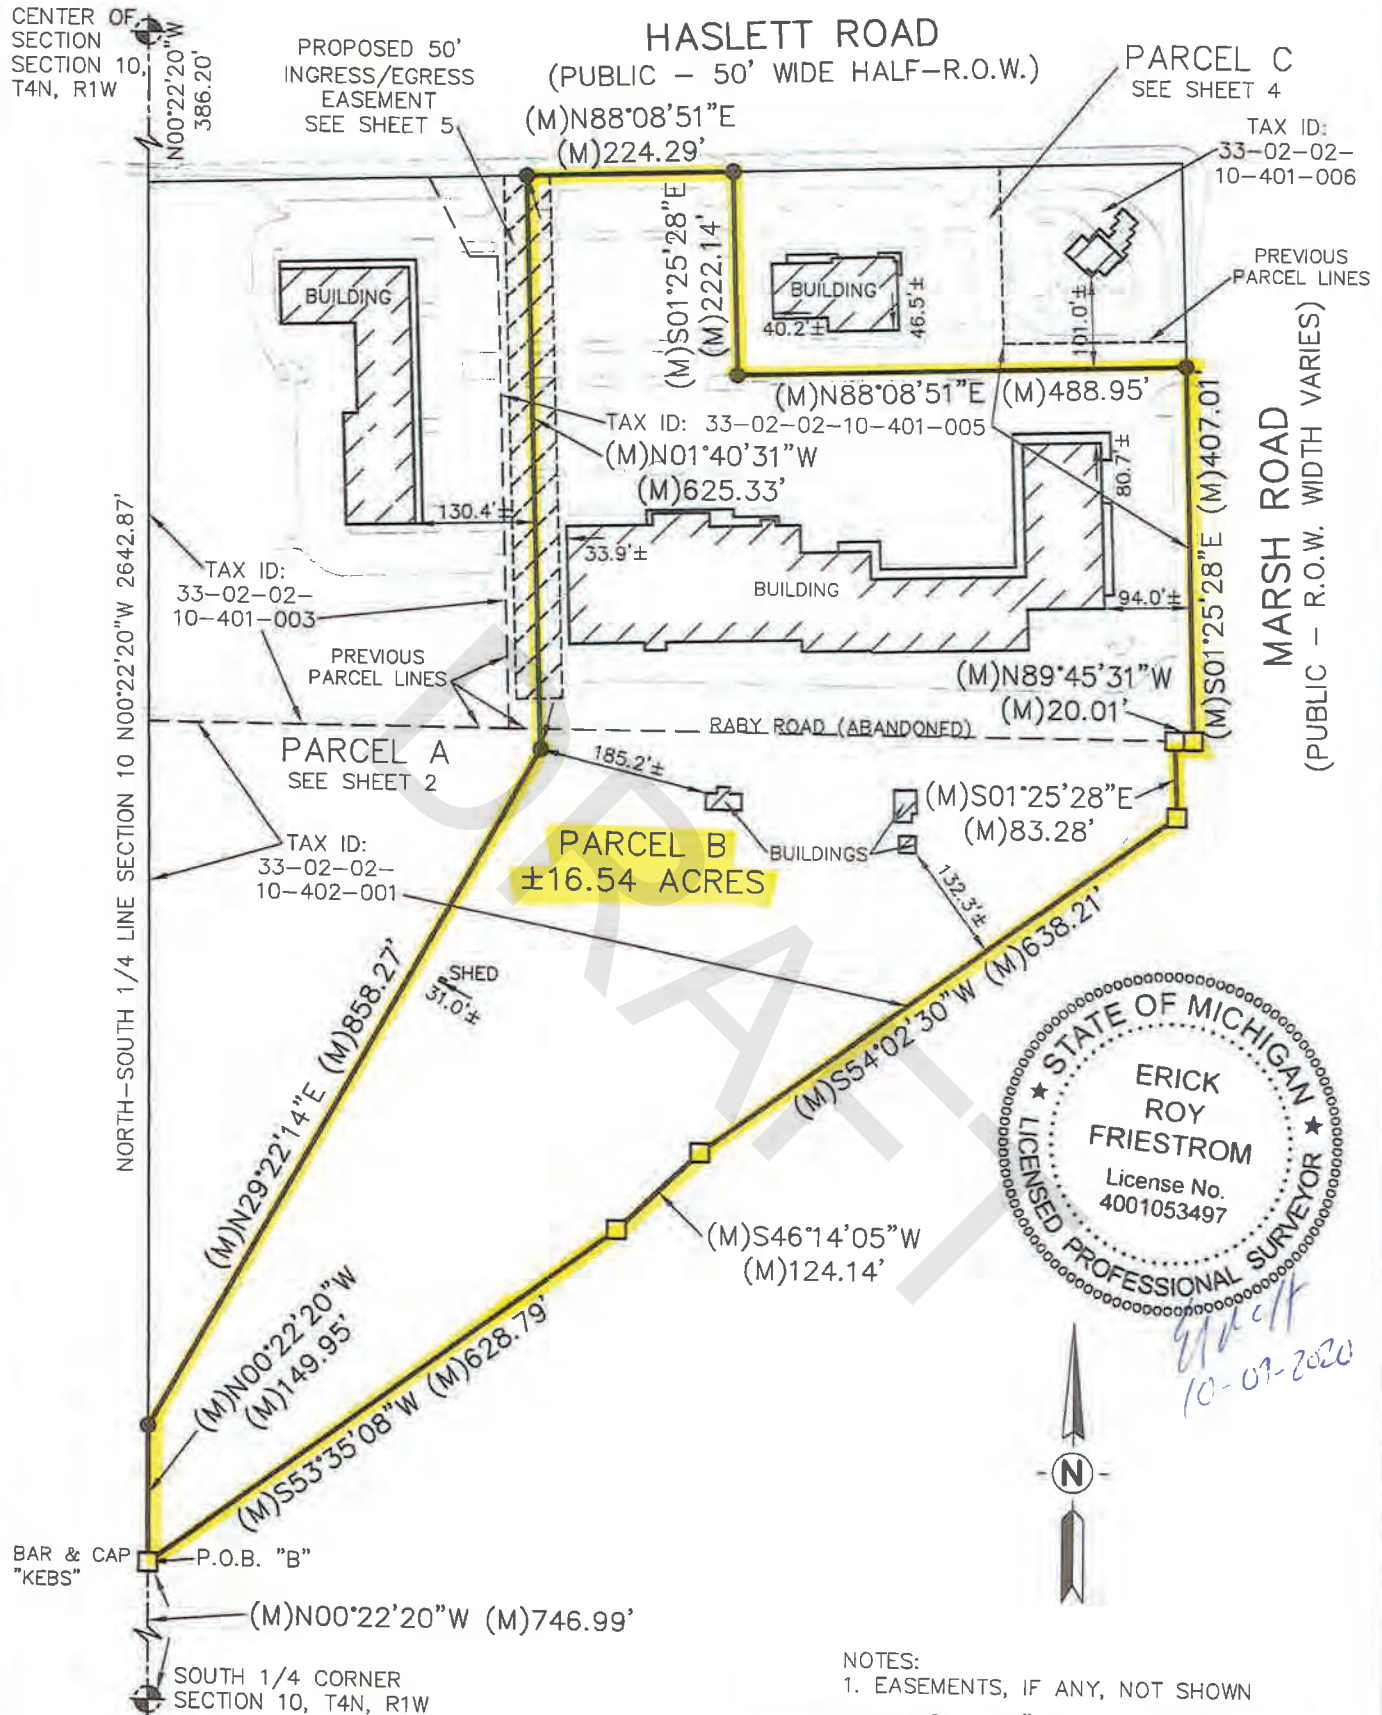 CENTER OF
SECTION
SECTION 10,
T4N, R1W
N00°22'20"W
386.20'
PROPOSED 50'
INGRESS/EGRESS
EASEMENT
SEE SHEET 5
HASLETT ROAD
(PUBLIC - 50' WIDE HALF-R.O.W.)
PARCEL C
SEE SHEET 4
TAX ID:
33-02-02-
10-401-006
(M)N88°08'51"E
(M)224.29'
(M)S01°25'28"E
(M)222.14'
PREVIOUS
PARCEL LINES
BUILDING
BUILDING
40.2'±
46.5'±
101.0'±
(M)N88°08'51"E (M)488.95'
TAX ID: 33-02-02-10-401-005
(M)N01°40'31"W
(M)625.33'
(M)S01°25'28"E (M)407.01
MARSH ROAD
(PUBLIC - R.O.W. WIDTH VARIES)
80.7'±
130.4'±
33.9'±
BUILDING
94.0'±
TAX ID:
33-02-02-
10-401-003
PREVIOUS
PARCEL LINES
(M)N89°45'31"W
(M)20.01'
RABY ROAD (ABANDONED)
NORTH-SOUTH 1/4 LINE SECTION 10 N00°22'20"W 2642.87'
PARCEL A
SEE SHEET 2
185.2'±
(M)S01°25'28"E
(M)83.28'
PARCEL B
±16.54 ACRES
BUILDINGS
TAX ID:
33-02-02-
10-402-001
132.3'±
SHED
31.0'±
(M)N29°22'14"E (M)858.27'
(M)S54°02'30"W (M)638.21'
DRAFT
STATE OF MICHIGAN
ERICK
ROY
FRIESTROM
License No.
4001053497
LICENSED PROFESSIONAL SURVEYOR
10-07-2020
(M)S46°14'05"W
(M)124.14'
(M)N00°22'20"W
(M)149.95'
(M)S53°35'08"W (M)628.79'
N
BAR & CAP
"KEBS"
P.O.B. "B"
(M)N00°22'20"W (M)746.99'
SOUTH 1/4 CORNER
SECTION 10, T4N, R1W
NOTES:
1. EASEMENTS, IF ANY, NOT SHOWN